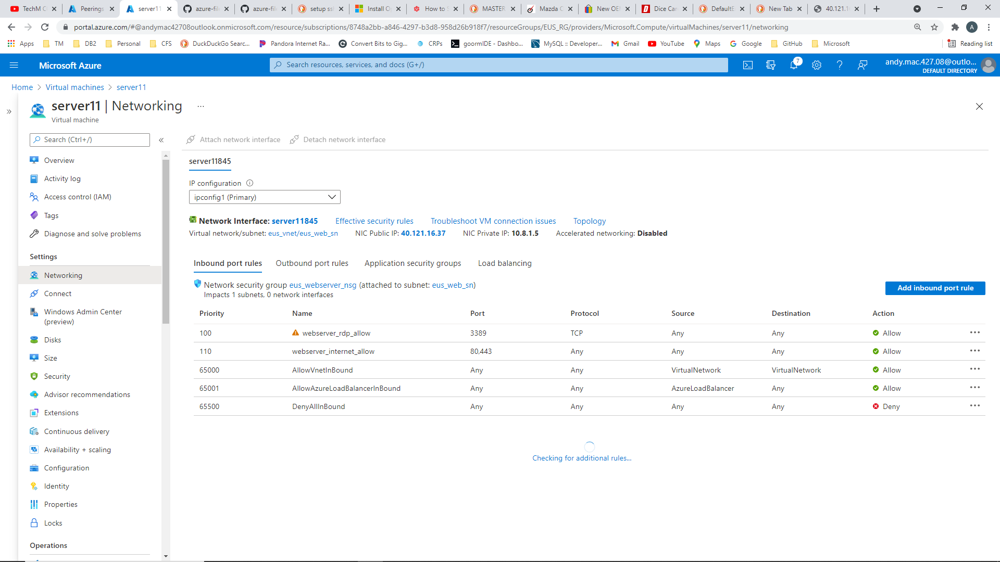 TechM C
Peerings
server11
azure-fil
azure-fil
setup ssl
Install Op
How to S
MASTER
Mazda C
New OEM
Dice Car
DefaultE
New Tab
40.121.1
portal.azure.com/#@andymac42708outlook.onmicrosoft.com/resource/subscriptions/8748a2bb-a846-4297-b3d8-958d26b918f7/resourceGroups/EUS_RG/providers/Microsoft.Compute/virtualMachines/server11/networking
A
Apps TM DB2 Personal CFS DuckDuckGo Searc... Pandora Internet Ra... Convert Bits to Gig... CRPs goormIDE - Dashbo... MySQL :: Developer... Gmail YouTube Maps Google GitHub Microsoft Reading list
Microsoft Azure
Search resources, services, and docs (G+/)
7
andy.mac.427.08@outlo...
DEFAULT DIRECTORY
Home > Virtual machines > server11
server11 | Networking ...
Virtual machine
Search (Ctrl+/)
Overview
Activity log
Access control (IAM)
Tags
Diagnose and solve problems
Settings
Networking
Connect
Windows Admin Center
(preview)
Disks
Size
Security
Advisor recommendations
Extensions
Continuous delivery
Availability + scaling
Configuration
Identity
Properties
Locks
Operations
Attach network interface Detach network interface
server11845
IP configuration
ipconfig1 (Primary)
Network Interface: server11845 Effective security rules Troubleshoot VM connection issues Topology
Virtual network/subnet: eus_vnet/eus_web_sn NIC Public IP: 40.121.16.37 NIC Private IP: 10.8.1.5 Accelerated networking: Disabled
Inbound port rules Outbound port rules Application security groups Load balancing
Network security group eus_webserver_nsg (attached to subnet: eus_web_sn)
Impacts 1 subnets, 0 network interfaces
Add inbound port rule
Priority Name Port Protocol Source Destination Action
100 webserver_rdp_allow 3389 TCP Any Any Allow ...
110 webserver_internet_allow 80,443 Any Any Any Allow ...
65000 AllowVnetInBound Any Any VirtualNetwork VirtualNetwork Allow ...
65001 AllowAzureLoadBalancerInBound Any Any AzureLoadBalancer Any Allow ...
65500 DenyAllInBound Any Any Any Any Deny ...
Checking for additional rules...